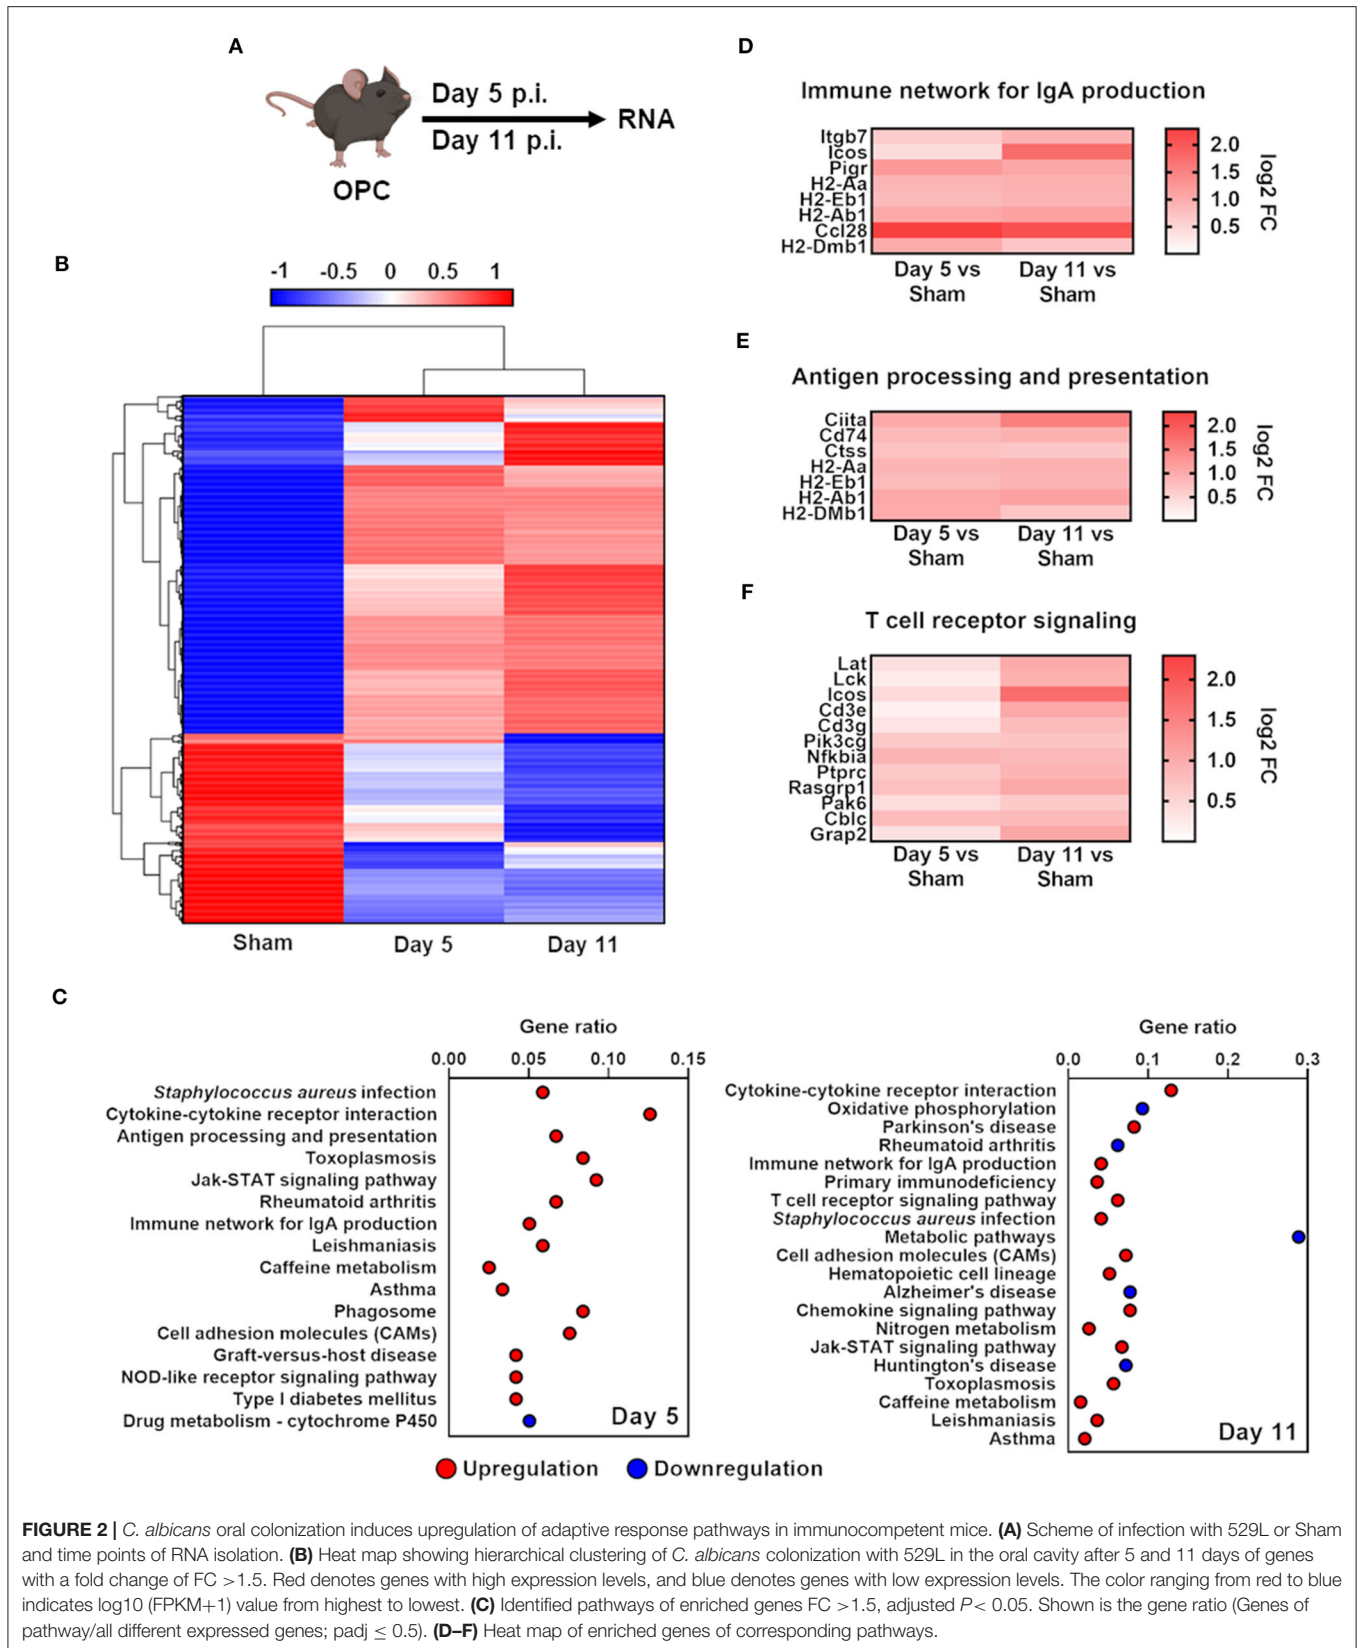 A
Day 5 p.i.
Day 11 p.i.
RNA
OPC
B
-1 -0.5 0 0.5 1
Sham Day 5 Day 11
D
Immune network for IgA production
Itgb7
Icos
Pigr
H2-Aa
H2-Eb1
H2-Ab1
Ccl28
H2-Dmb1
Day 5 vs Sham
Day 11 vs Sham
2.0
1.5
1.0
0.5
log2 FC
E
Antigen processing and presentation
Ciita
Cd74
Ctss
H2-Aa
H2-Eb1
H2-Ab1
H2-DMb1
Day 5 vs Sham
Day 11 vs Sham
2.0
1.5
1.0
0.5
log2 FC
F
T cell receptor signaling
Lat
Lck
Icos
Cd3e
Cd3g
Pik3cg
Nfkbia
Ptprc
Rasgrp1
Pak6
Cblc
Grap2
Day 5 vs Sham
Day 11 vs Sham
2.0
1.5
1.0
0.5
log2 FC
C
Gene ratio
0.00 0.05 0.10 0.15
Staphylococcus aureus infection
Cytokine-cytokine receptor interaction
Antigen processing and presentation
Toxoplasmosis
Jak-STAT signaling pathway
Rheumatoid arthritis
Immune network for IgA production
Leishmaniasis
Caffeine metabolism
Asthma
Phagosome
Cell adhesion molecules (CAMs)
Graft-versus-host disease
NOD-like receptor signaling pathway
Type I diabetes mellitus
Drug metabolism - cytochrome P450
Day 5
Gene ratio
0.0 0.1 0.2 0.3
Cytokine-cytokine receptor interaction
Oxidative phosphorylation
Parkinson's disease
Rheumatoid arthritis
Immune network for IgA production
Primary immunodeficiency
T cell receptor signaling pathway
Staphylococcus aureus infection
Metabolic pathways
Cell adhesion molecules (CAMs)
Hematopoietic cell lineage
Alzheimer's disease
Chemokine signaling pathway
Nitrogen metabolism
Jak-STAT signaling pathway
Huntington's disease
Toxoplasmosis
Caffeine metabolism
Leishmaniasis
Asthma
Day 11
Upregulation Downregulation
FIGURE 2 | C. albicans oral colonization induces upregulation of adaptive response pathways in immunocompetent mice. (A) Scheme of infection with 529L or Sham
and time points of RNA isolation. (B) Heat map showing hierarchical clustering of C. albicans colonization with 529L in the oral cavity after 5 and 11 days of genes
with a fold change of FC >1.5. Red denotes genes with high expression levels, and blue denotes genes with low expression levels. The color ranging from red to blue
indicates log10 (FPKM+1) value from highest to lowest. (C) Identified pathways of enriched genes FC >1.5, adjusted P< 0.05. Shown is the gene ratio (Genes of
pathway/all different expressed genes; padj ≤ 0.5). (D–F) Heat map of enriched genes of corresponding pathways.